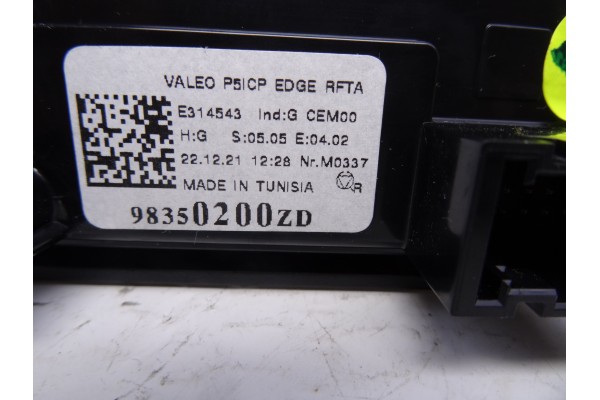 VALEO P5ICP EDGE RFTA
E314543 Ind:G CEM00
H:G S:05.05 E:04.02
22.12.21 12:28 Nr.M0337
MADE IN TUNISIA R
98350200ZD